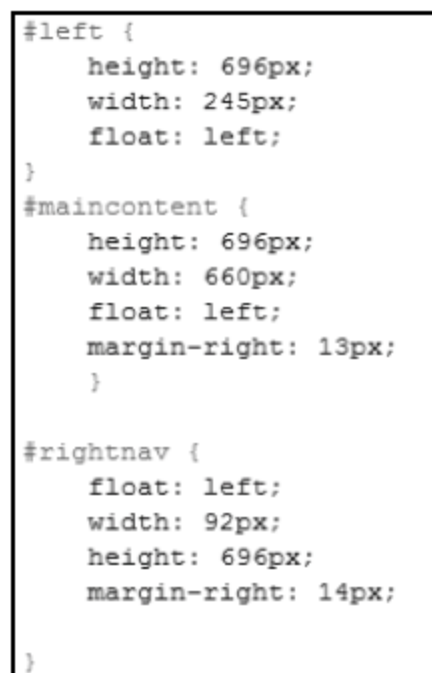 #left {
    height: 696px;
    width: 245px;
    float: left;
}
#maincontent {
    height: 696px;
    width: 660px;
    float: left;
    margin-right: 13px;
    }
#rightnav {
    float: left;
    width: 92px;
    height: 696px;
    margin-right: 14px;
}